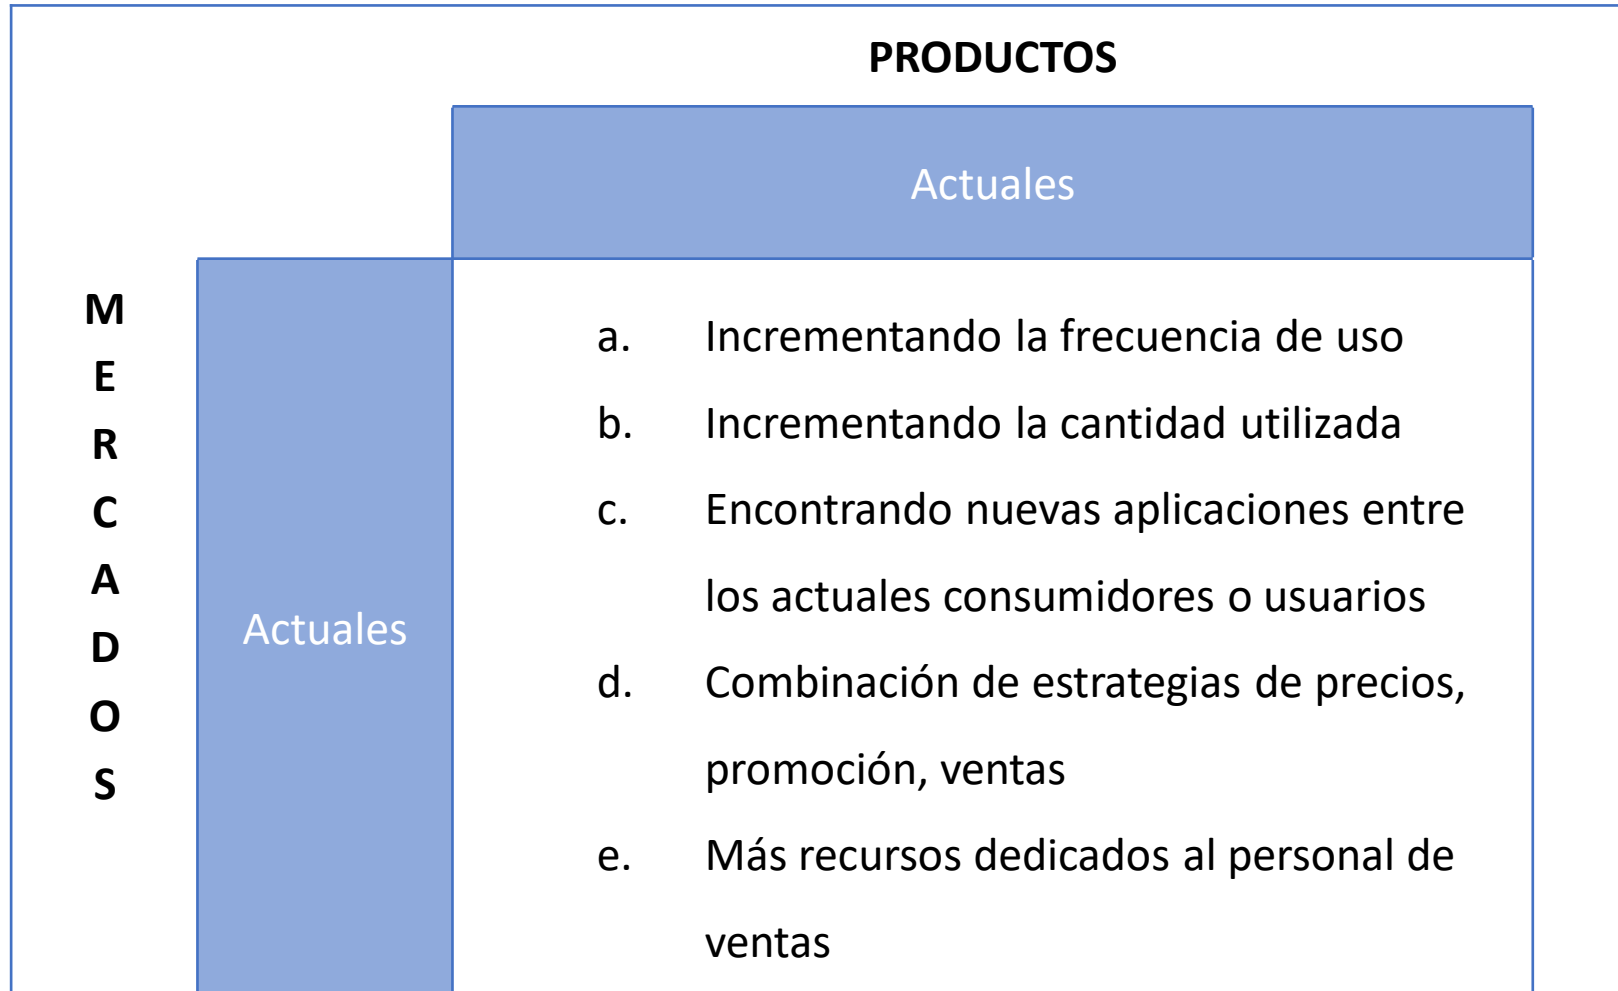 PRODUCTOS
Actuales
M
E
R
C
A
D
O
S
Actuales
a. Incrementando la frecuencia de uso
b. Incrementando la cantidad utilizada
c. Encontrando nuevas aplicaciones entre
los actuales consumidores o usuarios
d. Combinación de estrategias de precios,
promoción, ventas
e. Más recursos dedicados al personal de
ventas